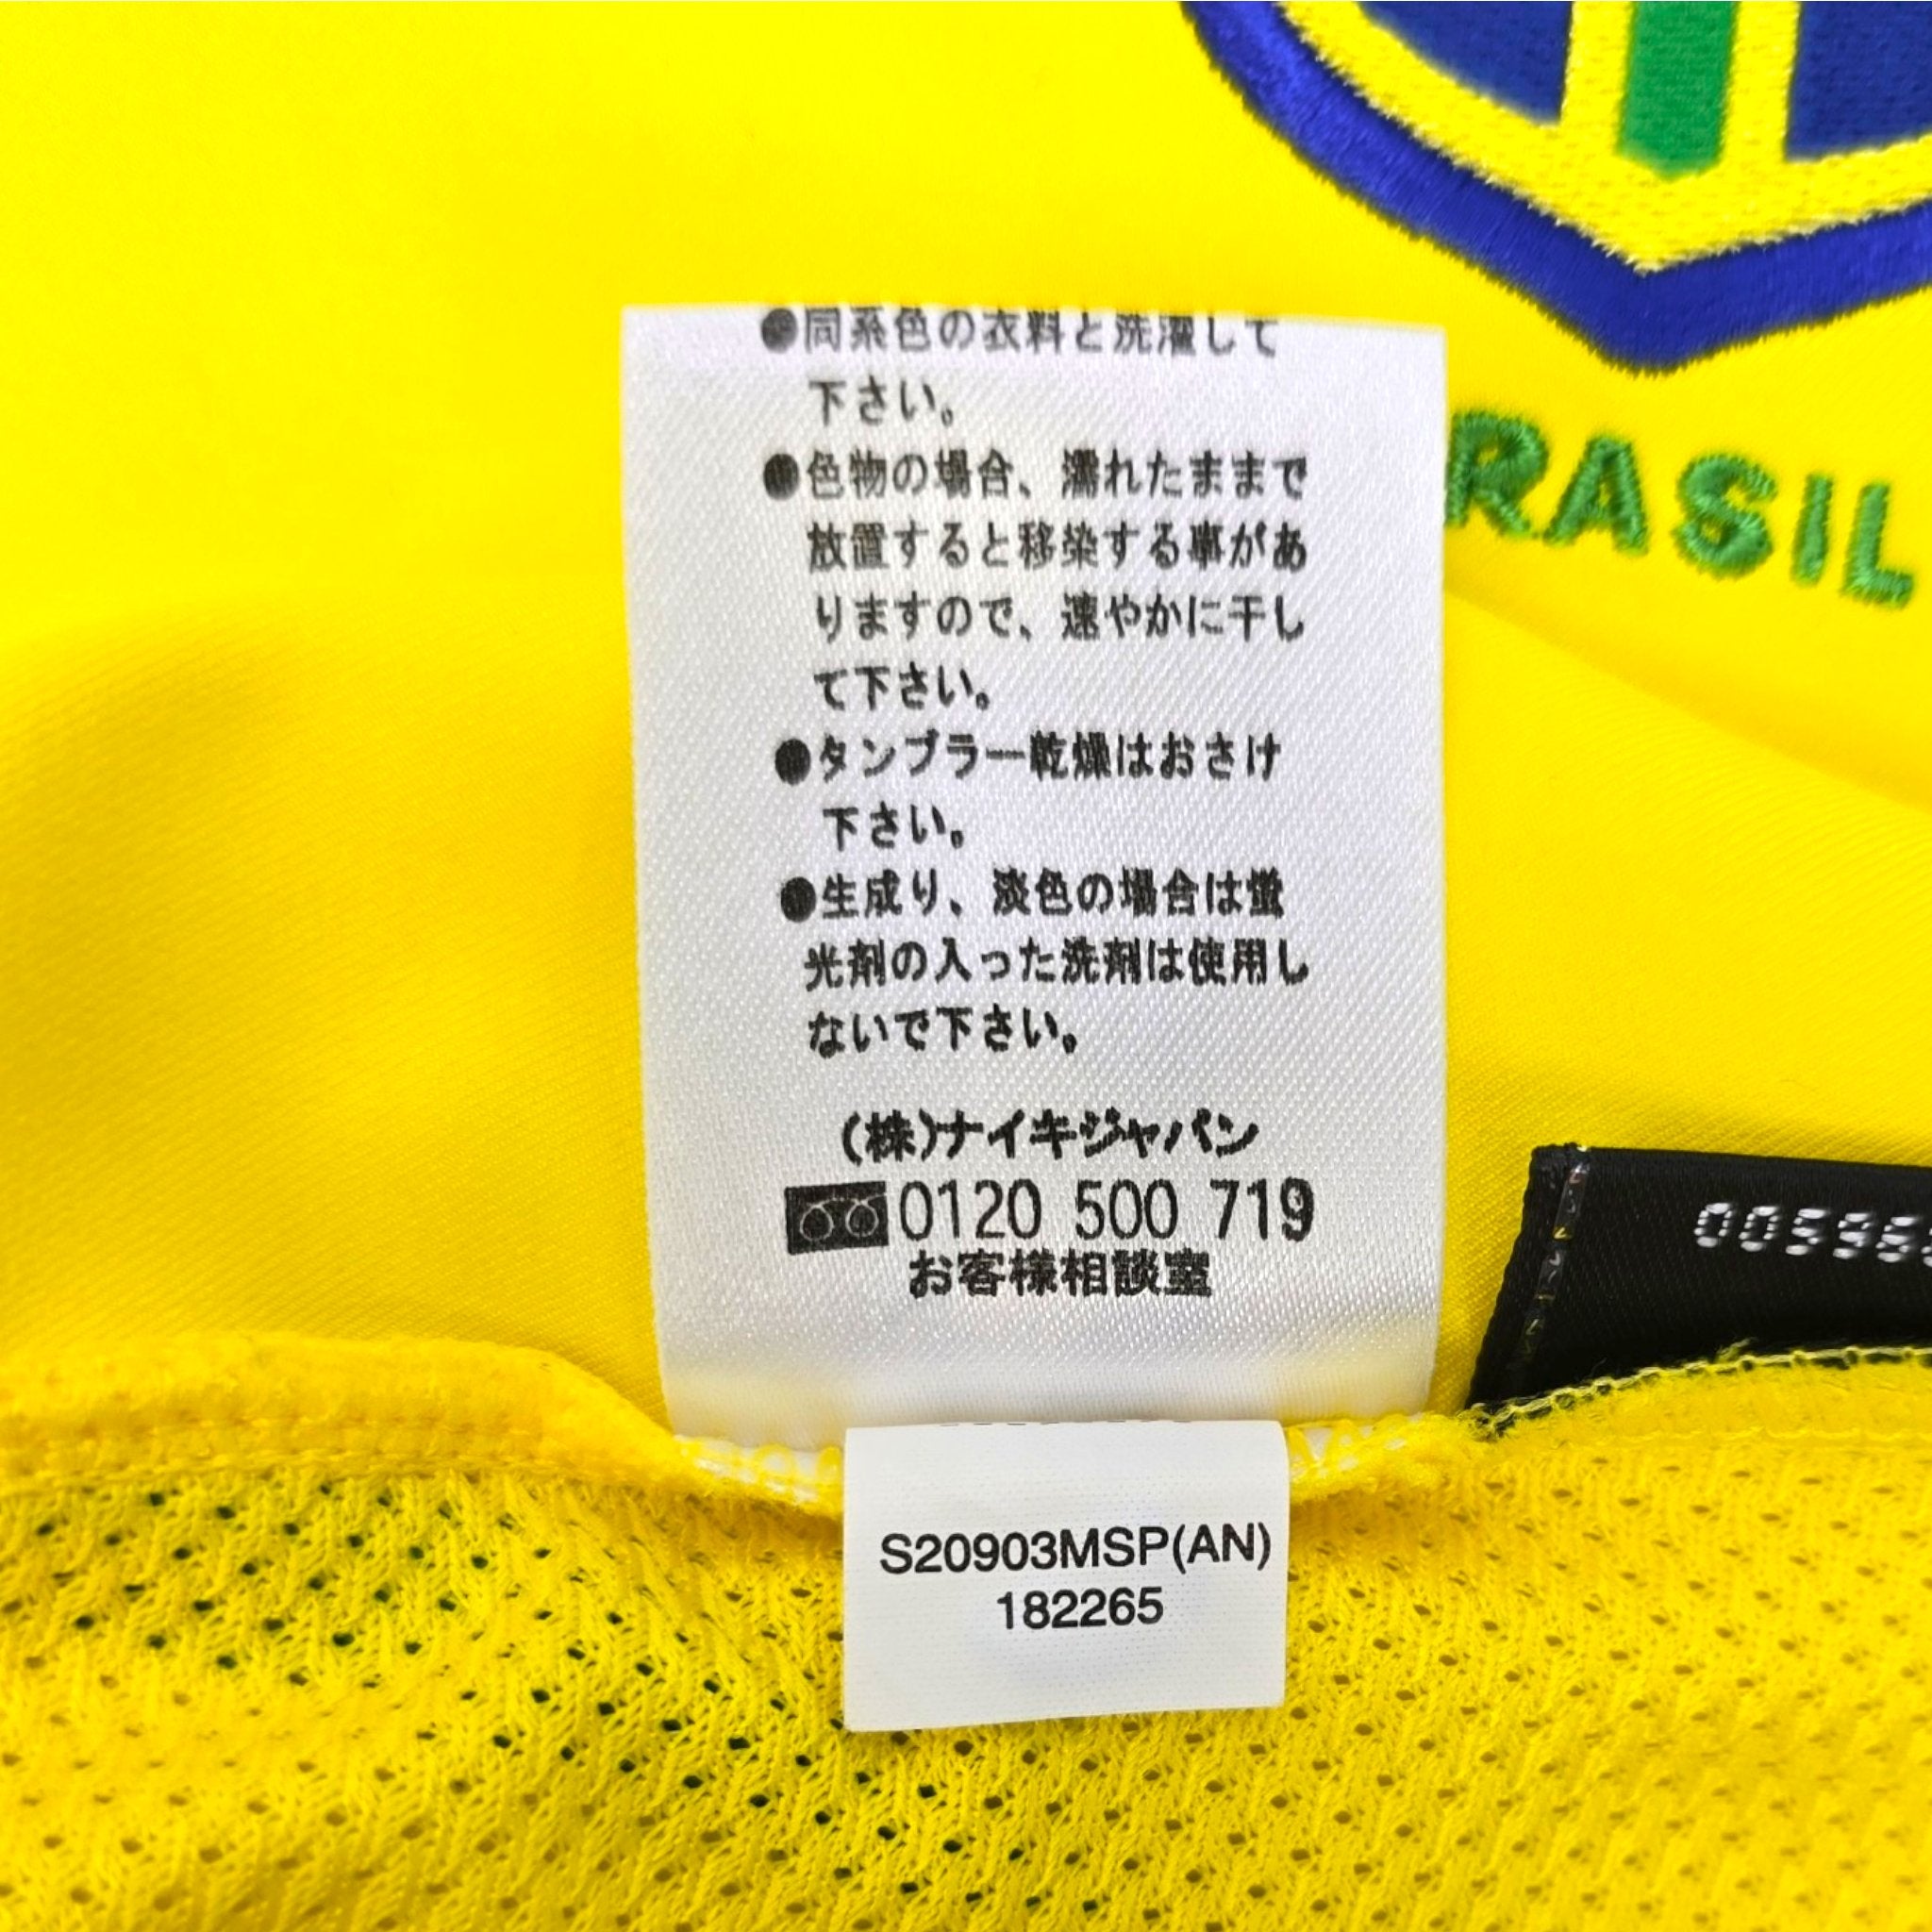 ●同系色の衣料と洗濯して
下さい。
●色物の場合、濡れたままで
放置すると移染する事があ
りますので、速やかに干し
て下さい。
●タンブラー乾燥はおさけ
下さい。
●生成り、淡色の場合は蛍
光剤の入った洗剤は使用し
ないで下さい。
(株)ナイキジャパン
0120 500 719
お客様相談室
RASIL
S20903MSP(AN)
182265